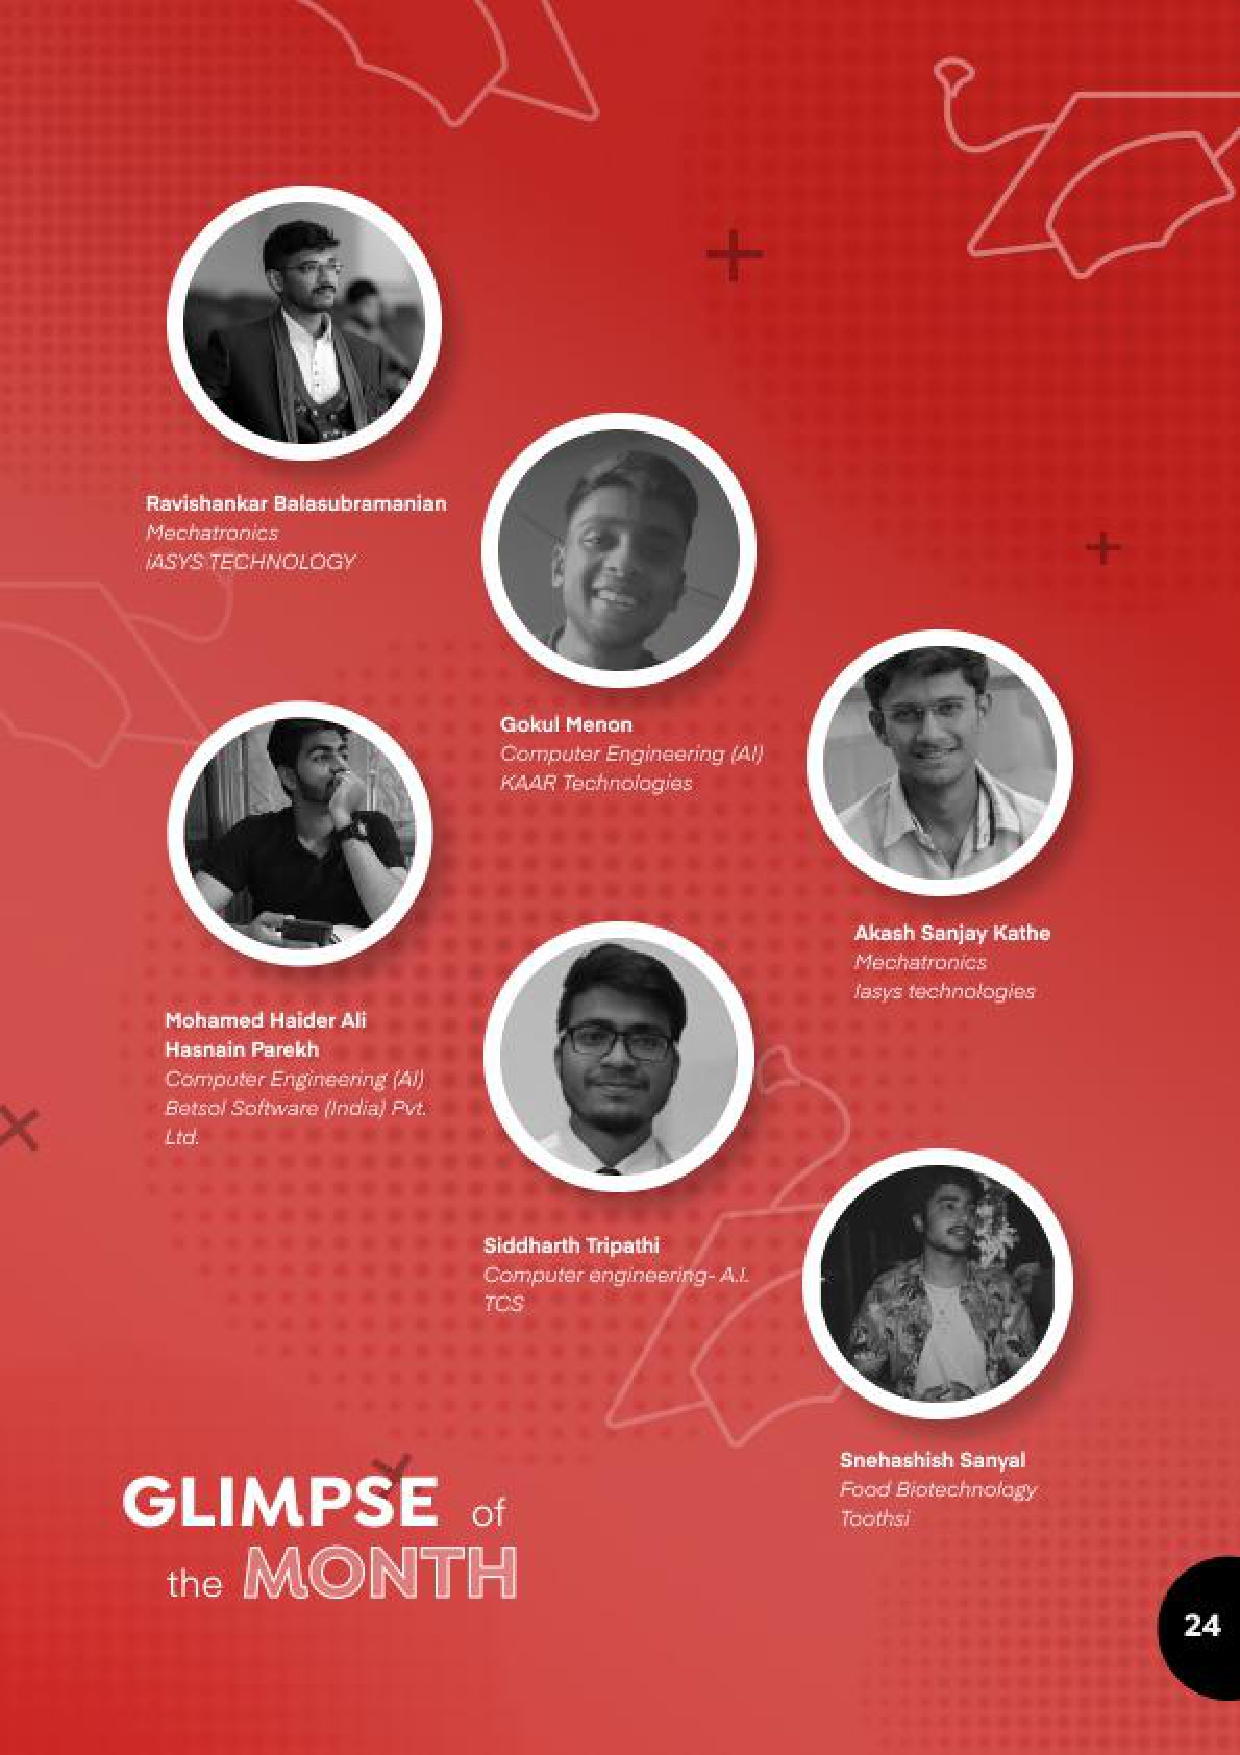 Ravishankar Balasubramanian
Mechatronics
iASYS TECHNOLOGY
Gokul Menon
Computer Engineering (AI)
KAAR Technologies
Akash Sanjay Kathe
Mechatronics
Iasys technologies
Mohamed Haider Ali
Hasnain Parekh
Computer Engineering (AI)
Betsol Software (India) Pvt.
Ltd.
Siddharth Tripathi
Computer engineering- A.I.
TCS
Snehashish Sanyal
Food Biotechnology
Toothsi
GLIMPSE of
the MONTH
24